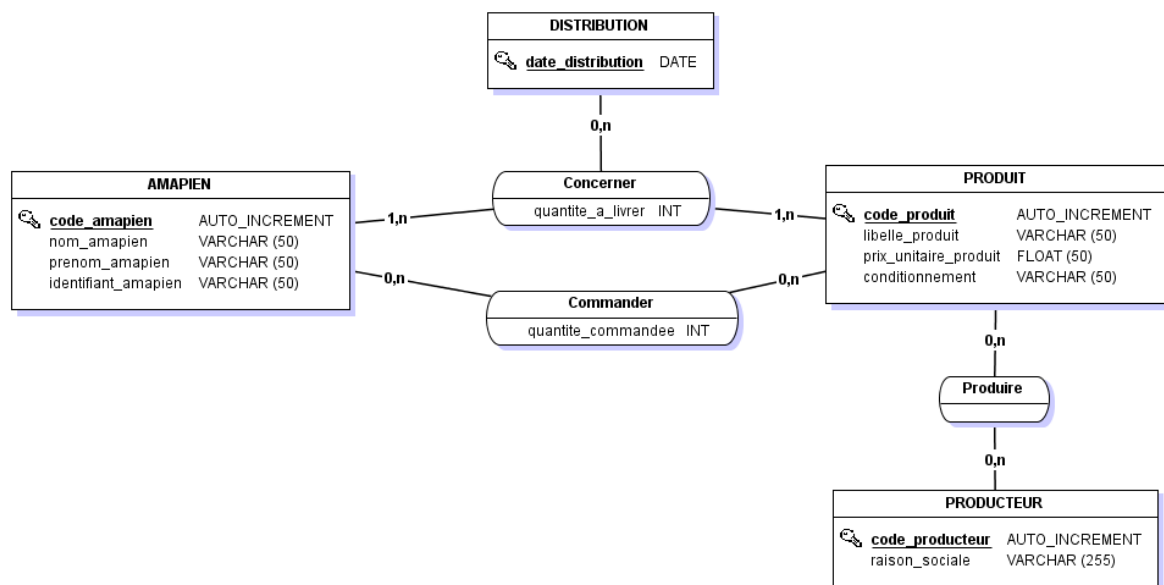 DISTRIBUTION
date_distribution DATE
0,n
AMAPIEN
code_amapien AUTO_INCREMENT
nom_amapien VARCHAR (50)
prenom_amapien VARCHAR (50)
identifiant_amapien VARCHAR (50)
1,n
0,n
Concerner
quantite_a_livrer INT
1,n
Commander
quantite_commandee INT
0,n
PRODUIT
code_produit AUTO_INCREMENT
libelle_produit VARCHAR (50)
prix_unitaire_produit FLOAT (50)
conditionnement VARCHAR (50)
0,n
Produire
0,n
PRODUCTEUR
code_producteur AUTO_INCREMENT
raison_sociale VARCHAR (255)